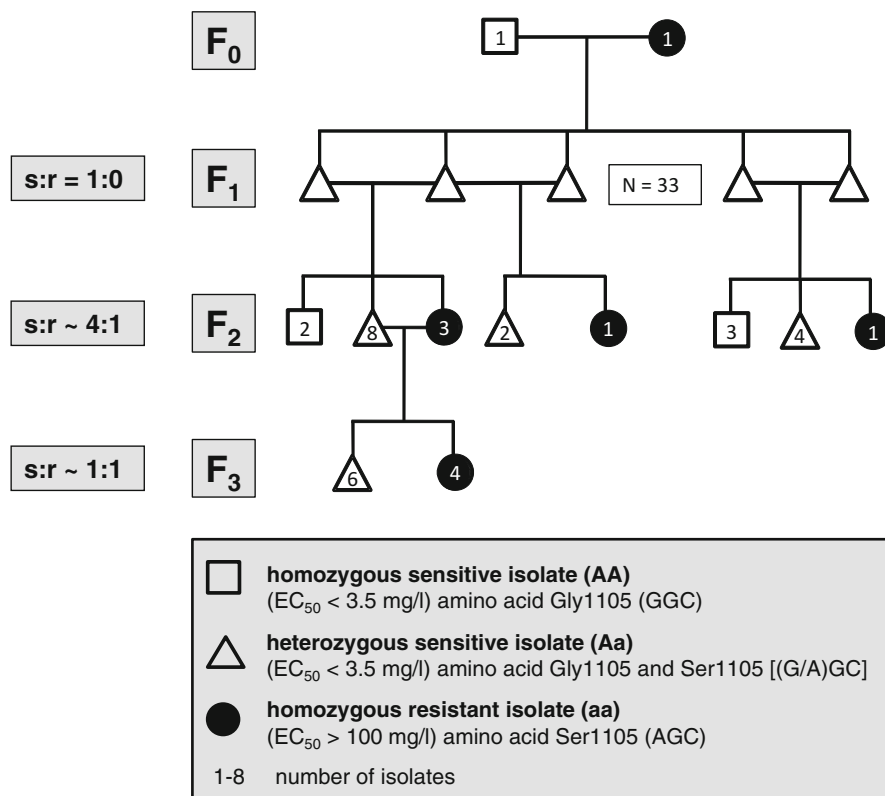 F₀ 1 1
s:r = 1:0 F₁ N = 33
s:r ~ 4:1 F₂ 2 8 3 2 1 3 4 1
s:r ~ 1:1 F₃ 6 4
homozygous sensitive isolate (AA)
(EC₅₀ < 3.5 mg/l) amino acid Gly1105 (GGC)
heterozygous sensitive isolate (Aa)
(EC₅₀ < 3.5 mg/l) amino acid Gly1105 and Ser1105 [(G/A)GC]
homozygous resistant isolate (aa)
(EC₅₀ > 100 mg/l) amino acid Ser1105 (AGC)
1-8 number of isolates